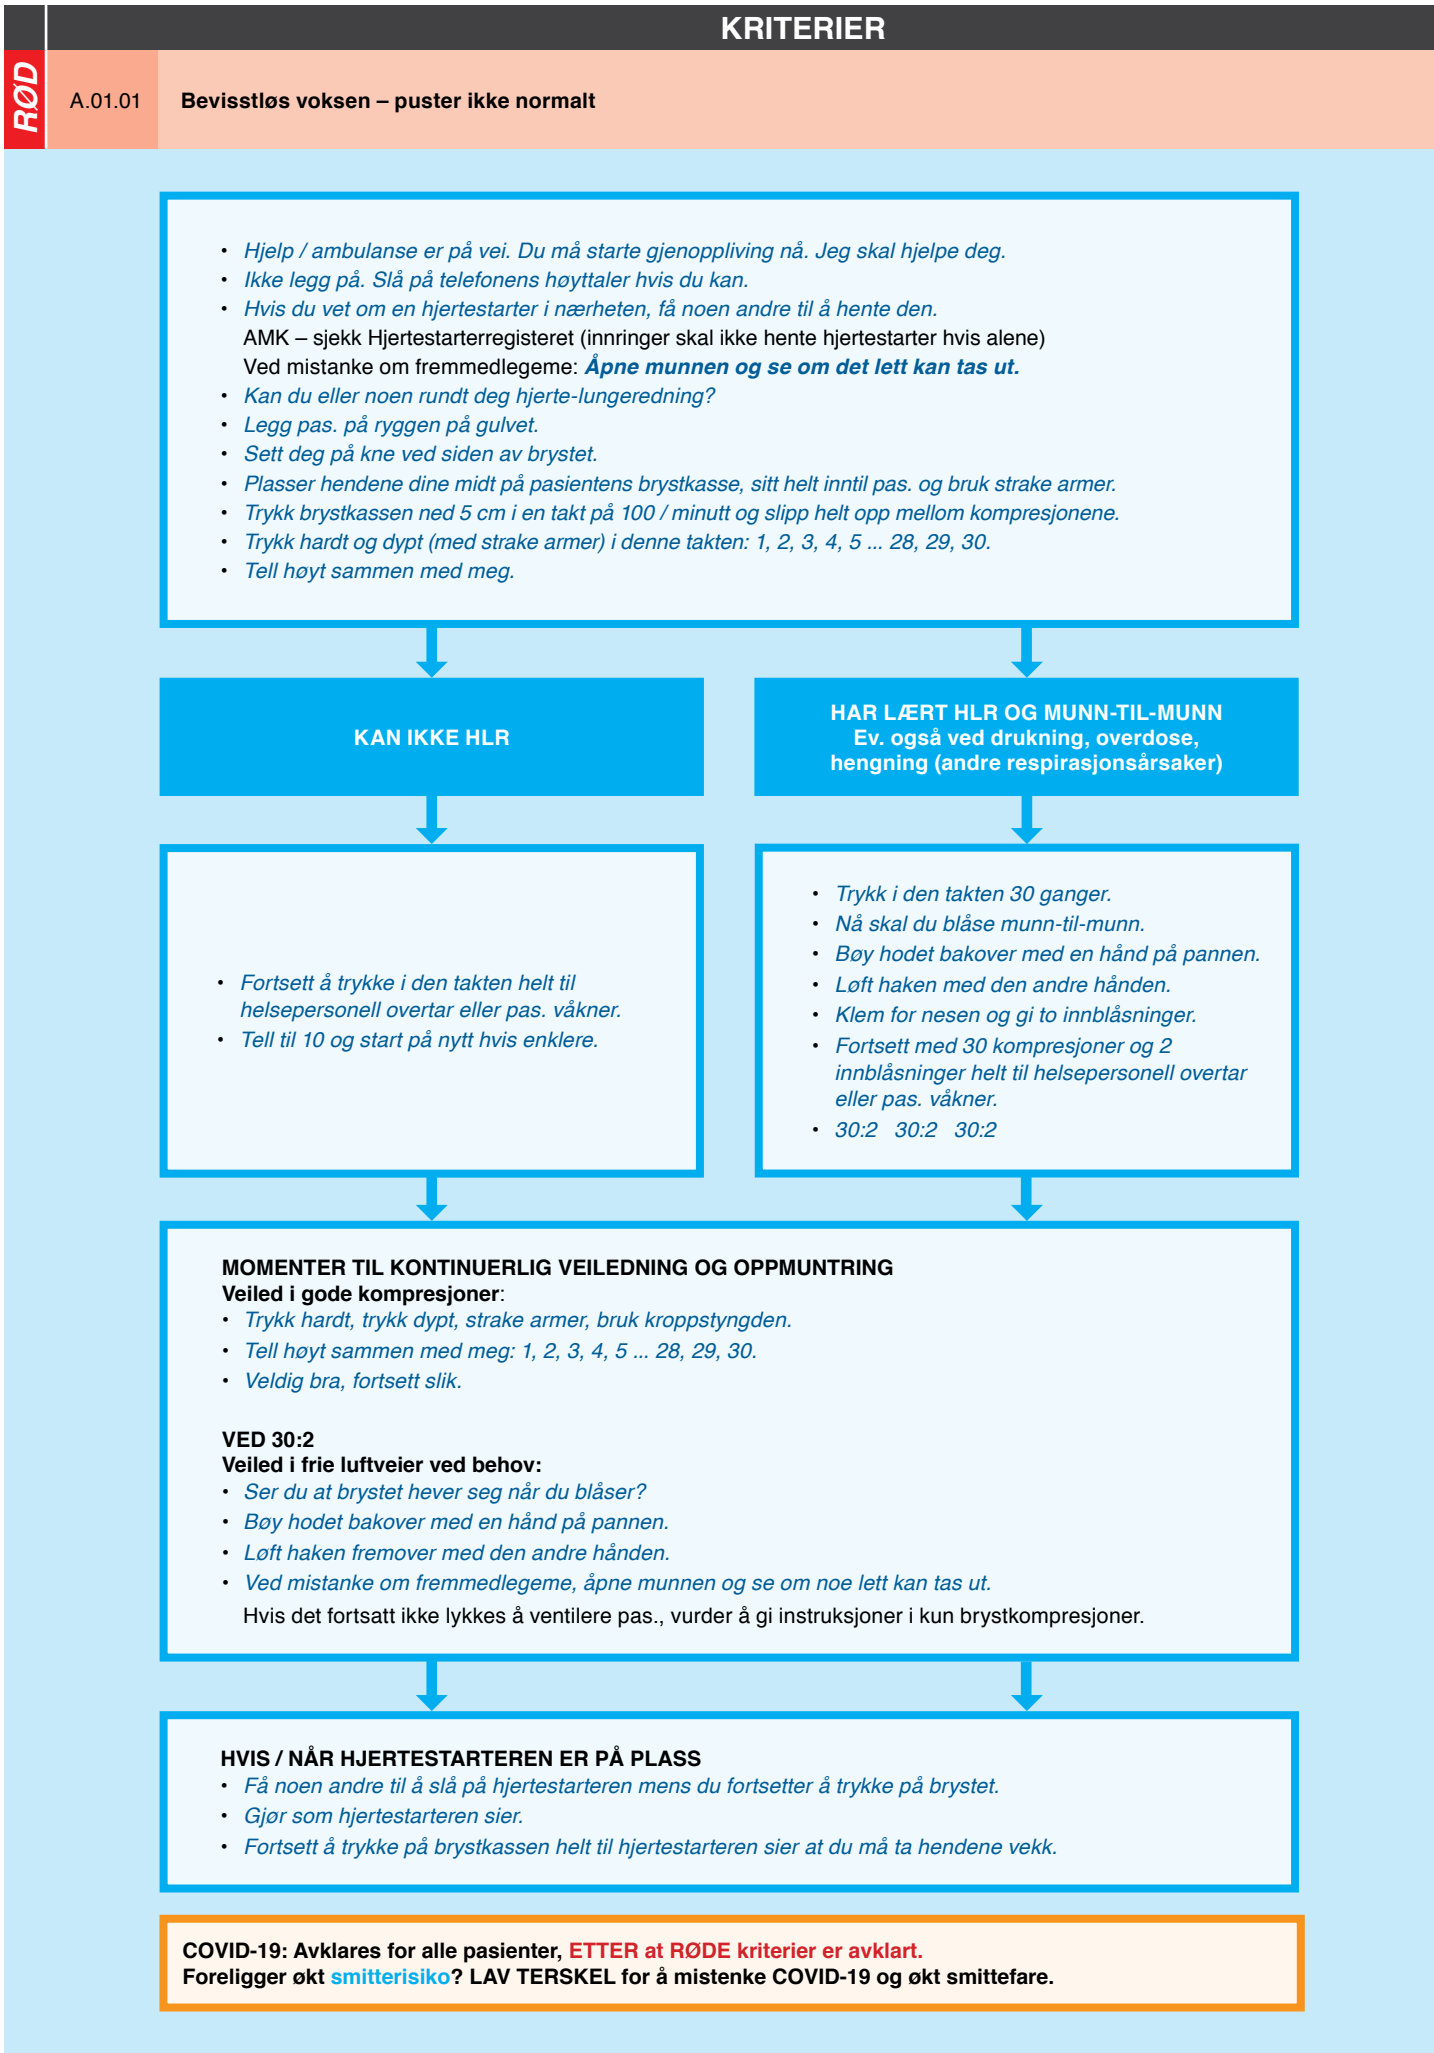 KRITERIER
RØD
A.01.01 Bevisstløs voksen – puster ikke normalt
• Hjelp / ambulanse er på vei. Du må starte gjenoppliving nå. Jeg skal hjelpe deg.
• Ikke legg på. Slå på telefonens høyttaler hvis du kan.
• Hvis du vet om en hjertestarter i nærheten, få noen andre til å hente den.
AMK – sjekk Hjertestarterregisteret (innringer skal ikke hente hjertestarter hvis alene)
Ved mistanke om fremmedlegeme: Åpne munnen og se om det lett kan tas ut.
• Kan du eller noen rundt deg hjerte-lungeredning?
• Legg pas. på ryggen på gulvet.
• Sett deg på kne ved siden av brystet.
• Plasser hendene dine midt på pasientens brystkasse, sitt helt inntil pas. og bruk strake armer.
• Trykk brystkassen ned 5 cm i en takt på 100 / minutt og slipp helt opp mellom kompresjonene.
• Trykk hardt og dypt (med strake armer) i denne takten: 1, 2, 3, 4, 5 ... 28, 29, 30.
• Tell høyt sammen med meg.
KAN IKKE HLR
HAR LÆRT HLR OG MUNN-TIL-MUNN
Ev. også ved drukning, overdose,
hengning (andre respirasjonsårsaker)
• Fortsett å trykke i den takten helt til
helsepersonell overtar eller pas. våkner.
• Tell til 10 og start på nytt hvis enklere.
• Trykk i den takten 30 ganger.
• Nå skal du blåse munn-til-munn.
• Bøy hodet bakover med en hånd på pannen.
• Løft haken med den andre hånden.
• Klem for nesen og gi to innblåsninger.
• Fortsett med 30 kompresjoner og 2
innblåsninger helt til helsepersonell overtar
eller pas. våkner.
• 30:2 30:2 30:2
MOMENTER TIL KONTINUERLIG VEILEDNING OG OPPMUNTRING
Veiled i gode kompresjoner:
• Trykk hardt, trykk dypt, strake armer, bruk kroppstyngden.
• Tell høyt sammen med meg: 1, 2, 3, 4, 5 ... 28, 29, 30.
• Veldig bra, fortsett slik.
VED 30:2
Veiled i frie luftveier ved behov:
• Ser du at brystet hever seg når du blåser?
• Bøy hodet bakover med en hånd på pannen.
• Løft haken fremover med den andre hånden.
• Ved mistanke om fremmedlegeme, åpne munnen og se om noe lett kan tas ut.
Hvis det fortsatt ikke lykkes å ventilere pas., vurder å gi instruksjoner i kun brystkompresjoner.
HVIS / NÅR HJERTESTARTEREN ER PÅ PLASS
• Få noen andre til å slå på hjertestarteren mens du fortsetter å trykke på brystet.
• Gjør som hjertestarteren sier.
• Fortsett å trykke på brystkassen helt til hjertestarteren sier at du må ta hendene vekk.
COVID-19: Avklares for alle pasienter, ETTER at RØDE kriterier er avklart.
Foreligger økt smitterisiko? LAV TERSKEL for å mistenke COVID-19 og økt smittefare.